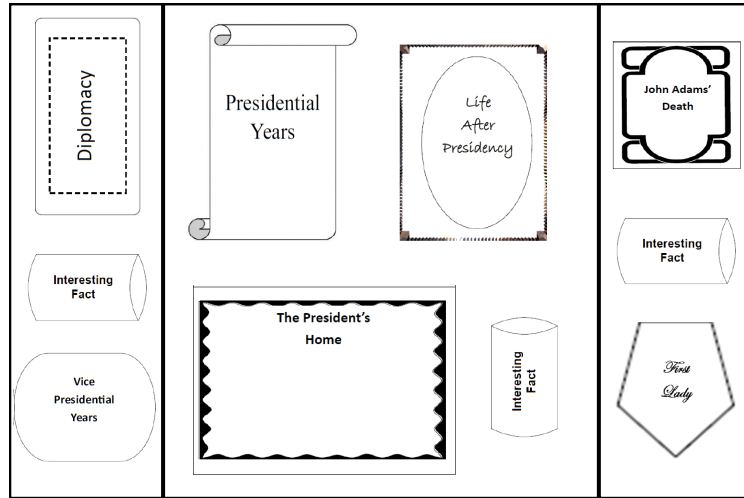 Diplomacy
Interesting
Fact
Vice
Presidential
Years
Presidential
Years
Life
After
Presidency
The President's
Home
Interesting
Fact
John Adams'
Death
Interesting
Fact
First
Lady